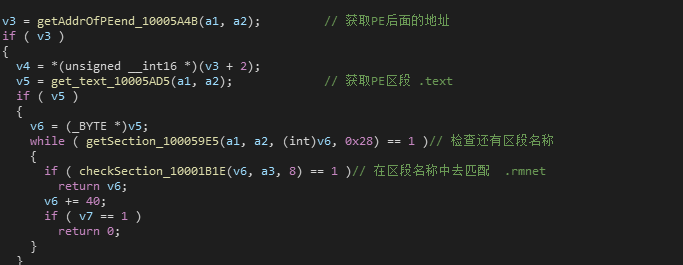 v3 = getAddrOfPEend_10005A4B(a1, a2); // 获取PE后面的地址
if ( v3 )
{
v4 = *(unsigned __int16 *)(v3 + 2);
v5 = get_text_10005AD5(a1, a2); // 获取PE区段 .text
if ( v5 )
{
v6 = (_BYTE *)v5;
while ( getSection_100059E5(a1, a2, (int)v6, 0x28) == 1 )// 检查还有区段名称
{
if ( checkSection_10001B1E(v6, a3, 8) == 1 )// 在区段名称中去匹配 .rmnet
return v6;
v6 += 40;
if ( v7 == 1 )
return 0;
}
}